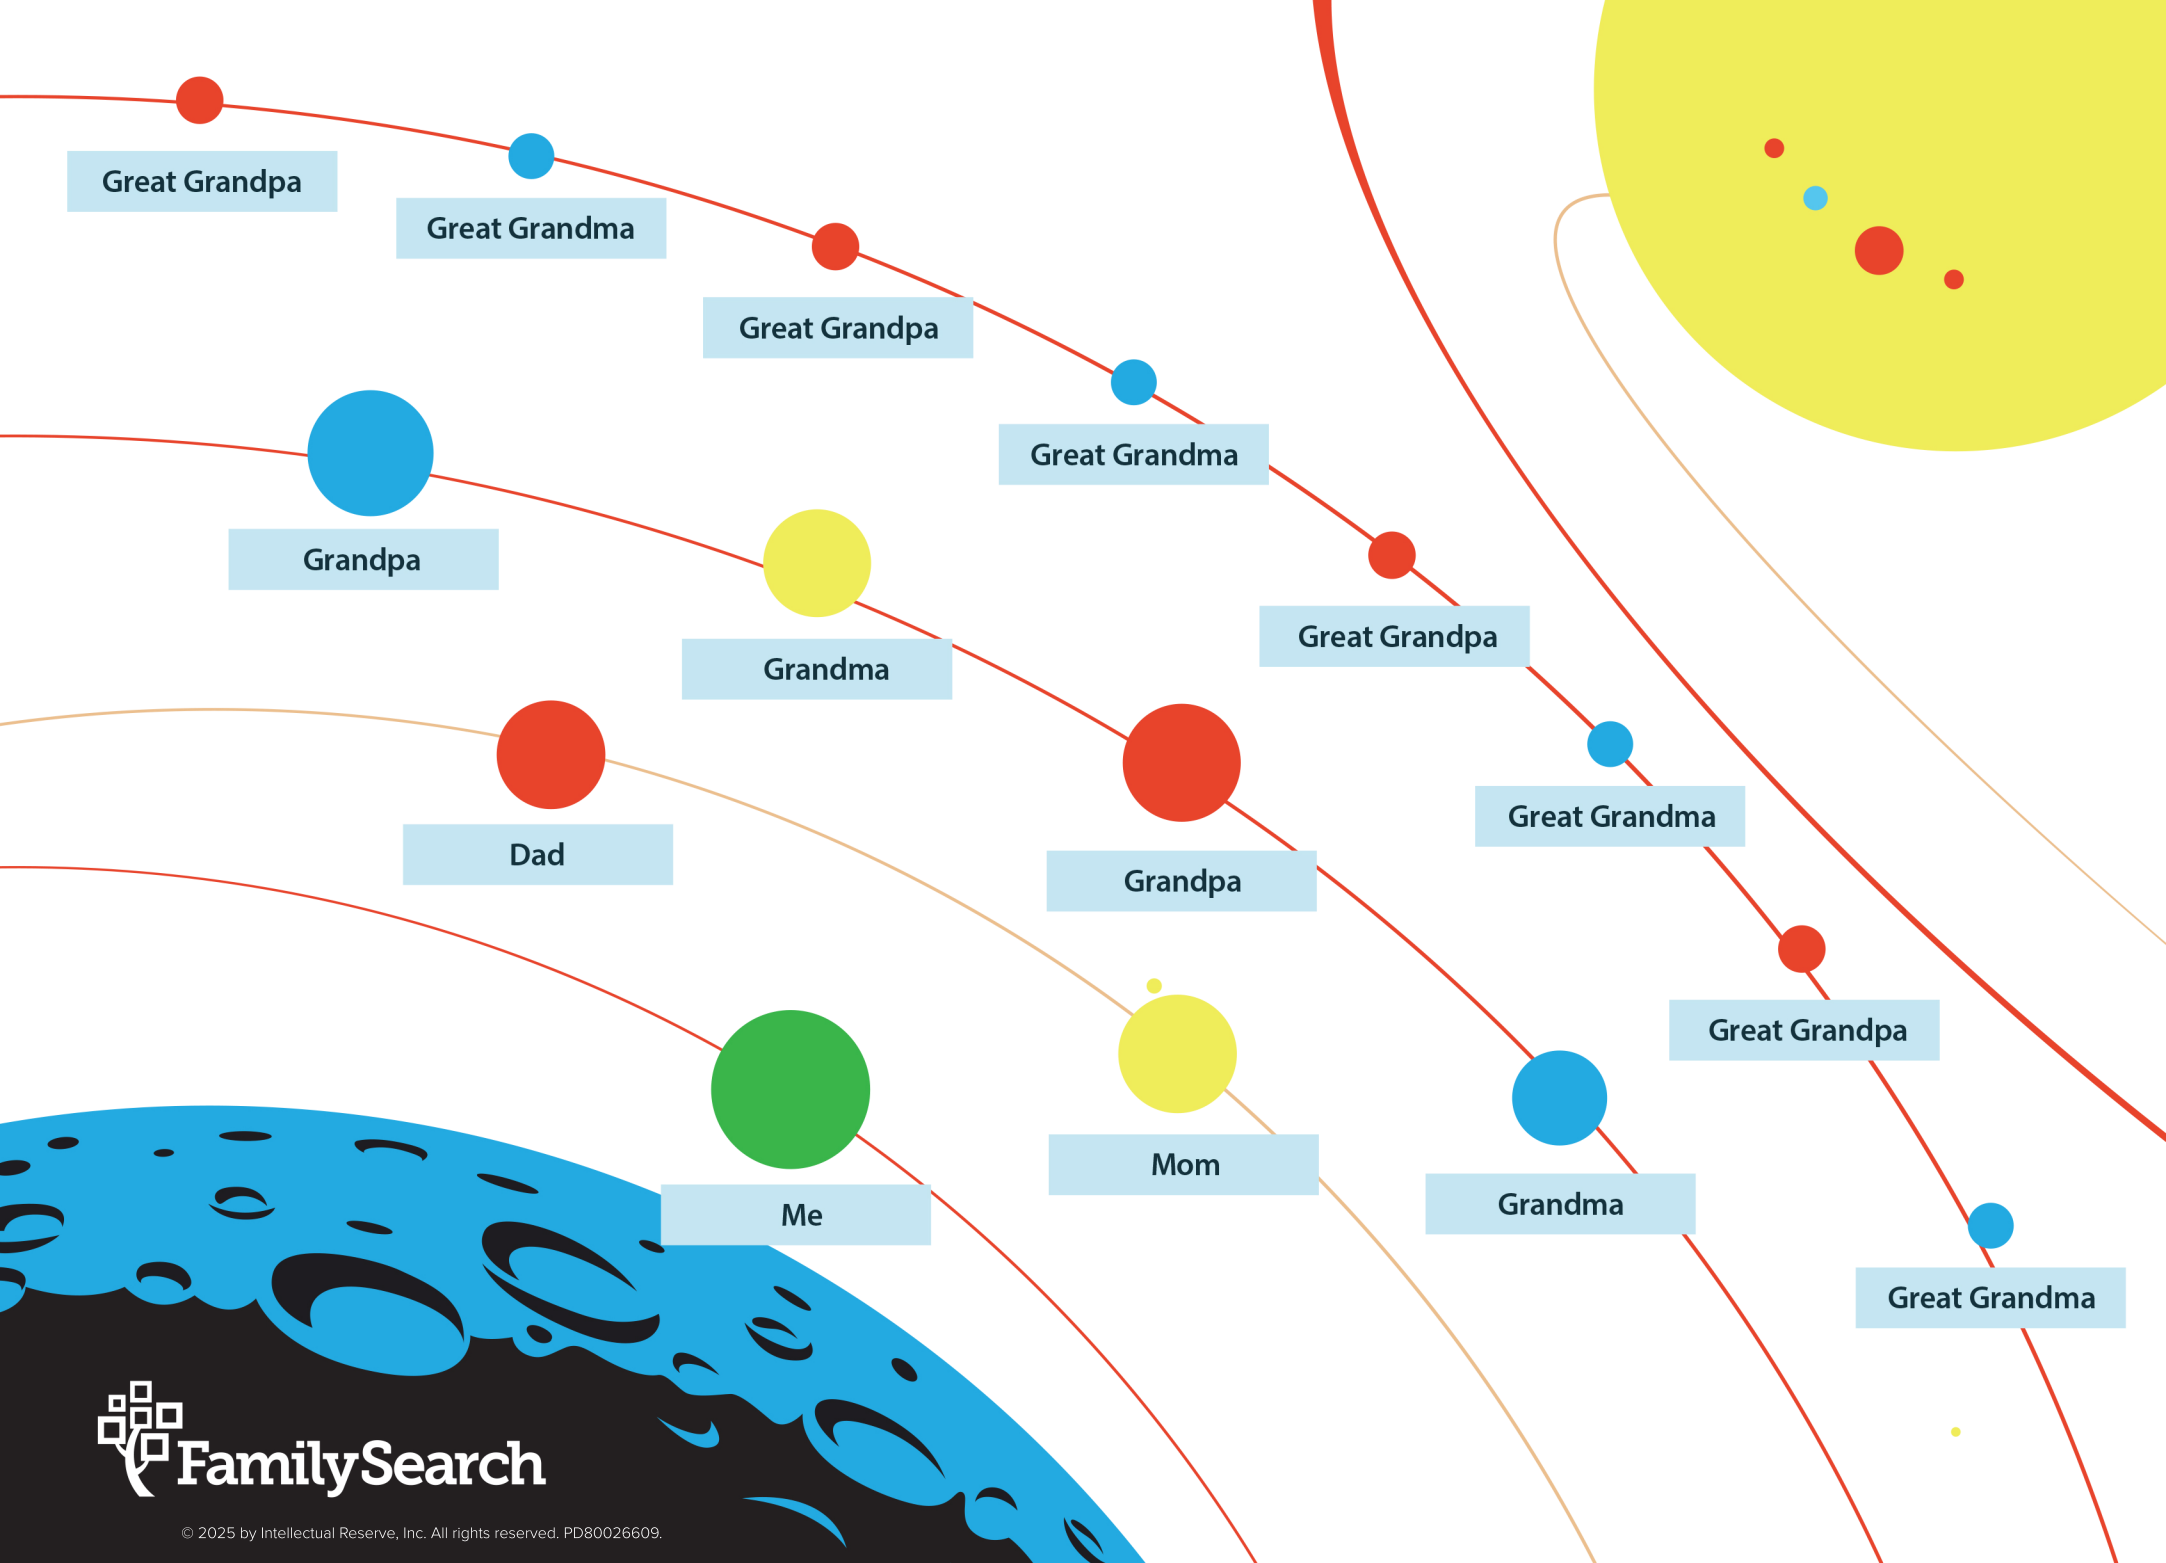 Great Grandpa
Great Grandma
Great Grandpa
Great Grandma
Great Grandpa
Great Grandma
Great Grandpa
Great Grandma
Grandpa
Grandma
Grandpa
Grandma
Dad
Mom
Me
FamilySearch
© 2025 by Intellectual Reserve, Inc. All rights reserved. PD80026609.